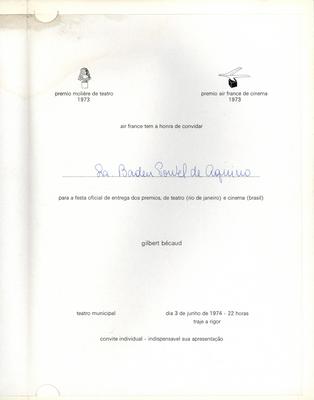 premio molière de teatro
1973
premio air france de cinema
1973
air france tem a honra de convidar
Sa. Baden Powel de Aquino
para a festa oficial de entrega dos premios, de teatro (rio de janeiro) e cinema (brasil)
gilbert bécaud
teatro municipal
dia 3 de junho de 1974 - 22 horas
traje a rigor
convite individual - indispensavel sua apresentação